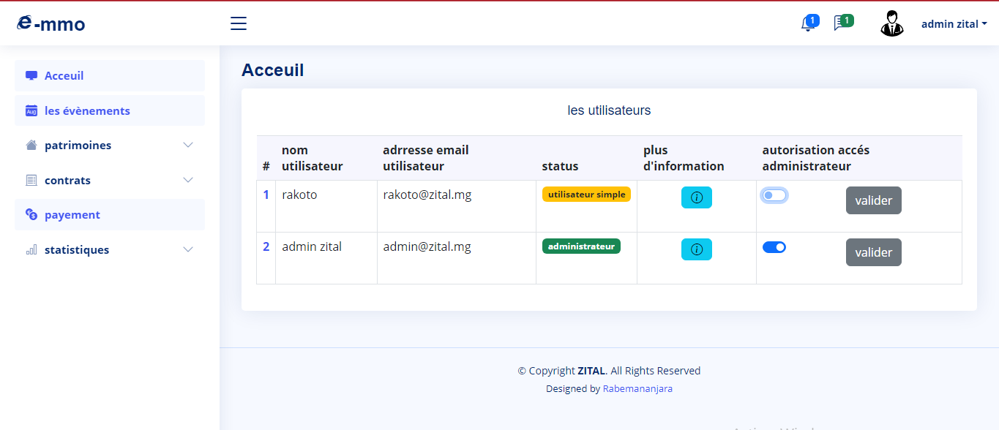 e-mmo
1
1
admin zital
Acceuil
Aug
les évènements
patrimoines
contrats
payement
statistiques
Acceuil
les utilisateurs
# nom utilisateur adrresse email utilisateur status plus d'information autorisation accés administrateur
1 rakoto rakoto@zital.mg utilisateur simple valider
2 admin zital admin@zital.mg administrateur valider
© Copyright ZITAL. All Rights Reserved
Designed by Rabemananjara